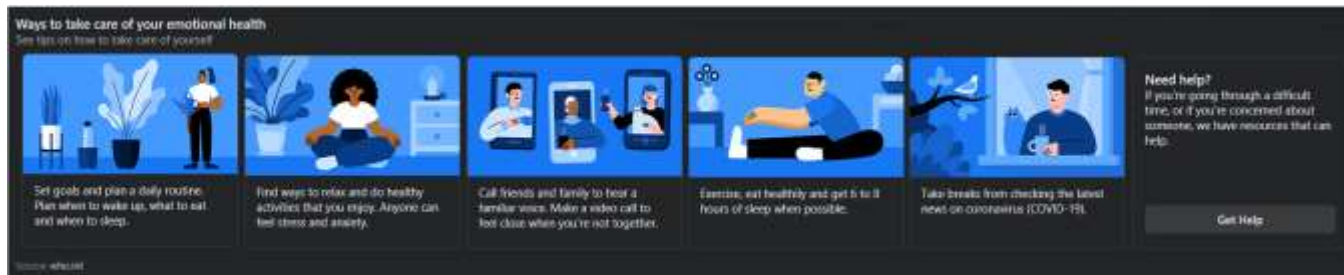 Ways to take care of your emotional health
See tips on how to take care of yourself
Set goals and plan a daily routine.
Plan when to wake up, what to eat
and when to sleep.
Find ways to relax and do healthy
activities that you enjoy. Anyone can
feel stress and anxiety.
Call friends and family to hear a
familiar voice. Make a video call to
feel close when you're not together.
Exercise, eat healthily and get 6 to 8
hours of sleep when possible.
Take breaks from checking the latest
news on coronavirus (COVID-19).
Need help?
If you're going through a difficult
time, or if you're concerned about
someone, we have resources that can
help.
Get Help
Source: who.int